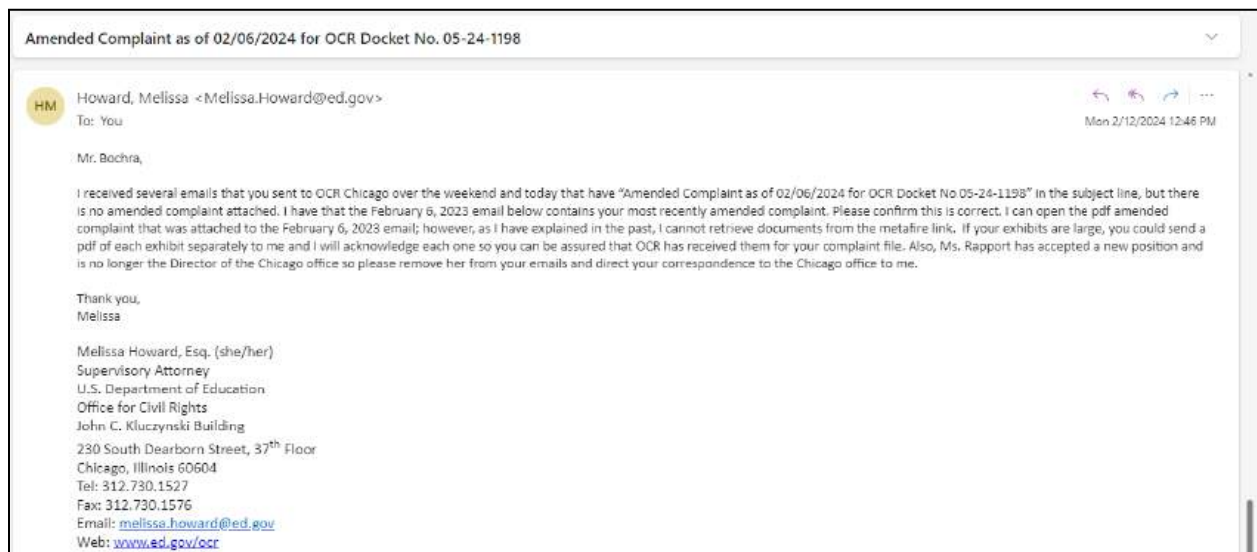 Amended Complaint as of 02/06/2024 for OCR Docket No. 05-24-1198
HM
Howard, Melissa <Melissa.Howard@ed.gov>
To: You
Mon 2/12/2024 12:46 PM
Mr. Bochra,
I received several emails that you sent to OCR Chicago over the weekend and today that have “Amended Complaint as of 02/06/2024 for OCR Docket No 05-24-1198” in the subject line, but there
is no amended complaint attached. I have that the February 6, 2023 email below contains your most recently amended complaint. Please confirm this is correct. I can open the pdf amended
complaint that was attached to the February 6, 2023 email; however, as I have explained in the past, I cannot retrieve documents from the metafire link. If your exhibits are large, you could send a
pdf of each exhibit separately to me and I will acknowledge each one so you can be assured that OCR has received them for your complaint file. Also, Ms. Rapport has accepted a new position and
is no longer the Director of the Chicago office so please remove her from your emails and direct your correspondence to the Chicago office to me.
Thank you,
Melissa
Melissa Howard, Esq. (she/her)
Supervisory Attorney
U.S. Department of Education
Office for Civil Rights
John C. Kluczynski Building
230 South Dearborn Street, 37th Floor
Chicago, Illinois 60604
Tel: 312.730.1527
Fax: 312.730.1576
Email: melissa.howard@ed.gov
Web: www.ed.gov/ocr